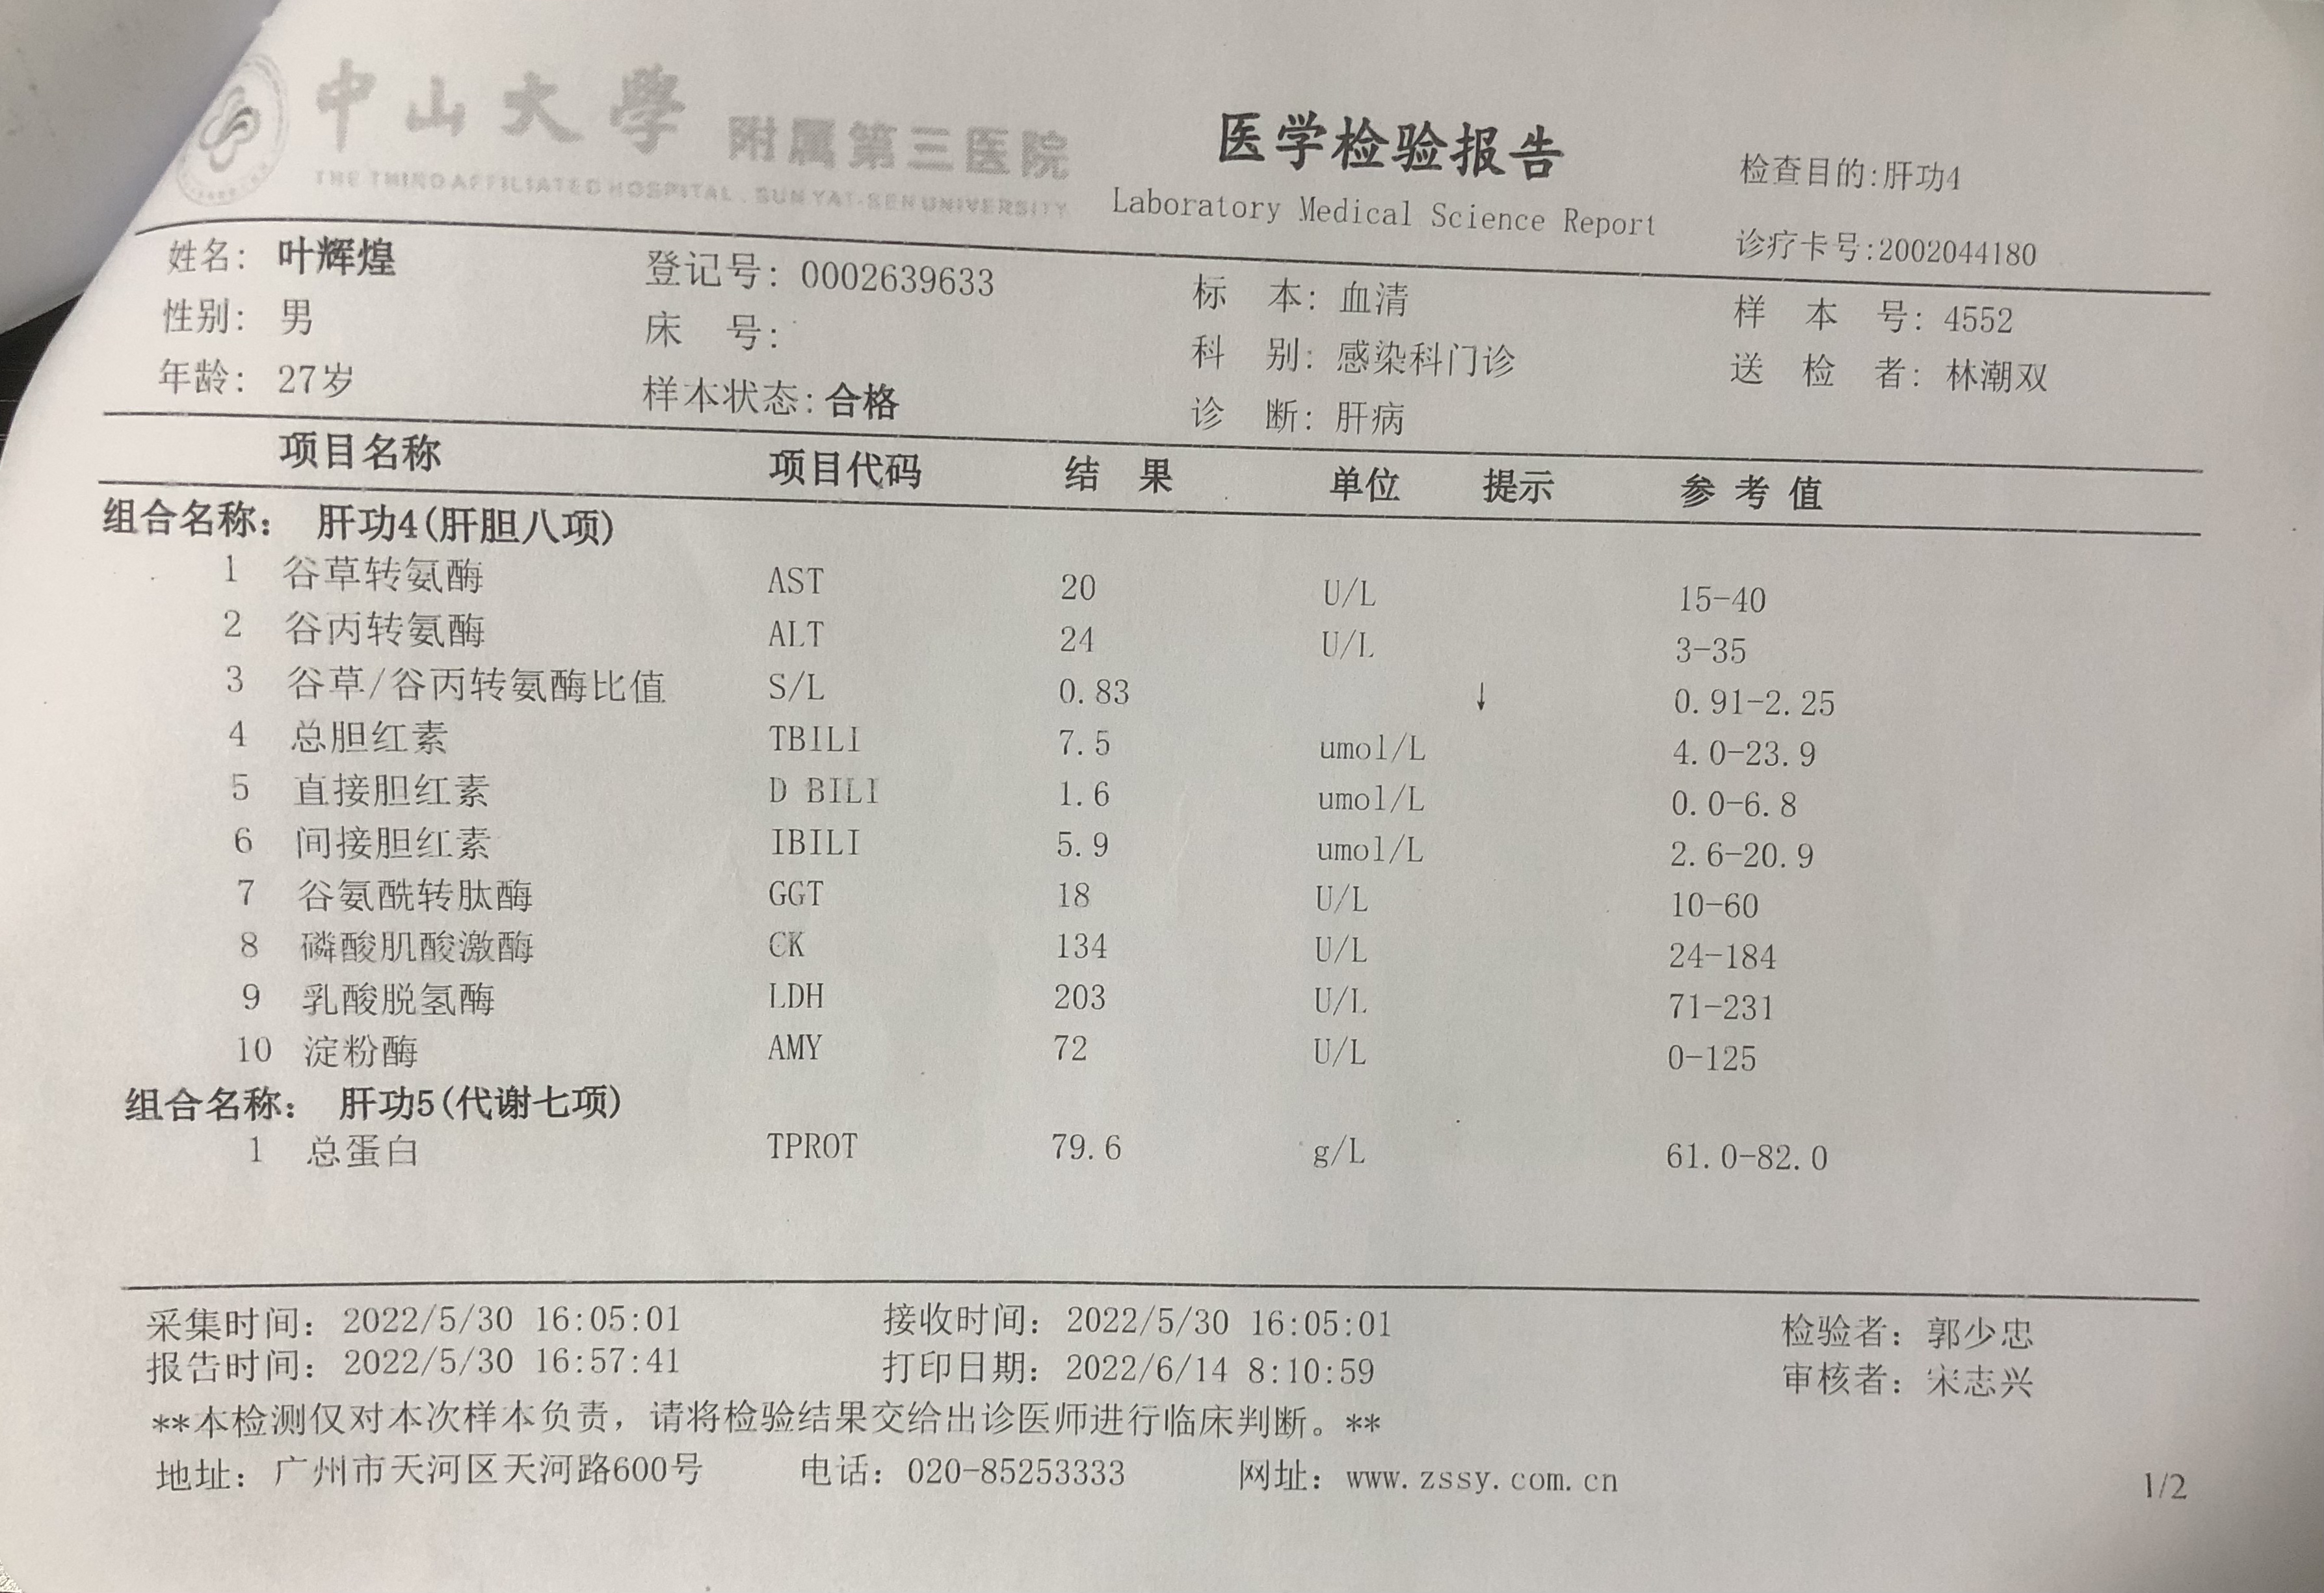 中山大學 附属第三医院 医学检验报告 检查目的:肝功4
THE THIRD AFFILIATED HOSPITAL, SUN YAT-SEN UNIVERSITY Laboratory Medical Science Report 诊疗卡号:2002044180
姓名: 叶辉煌 登记号: 0002639633 标 本: 血清 样 本 号: 4552
性别: 男 床 号: 科 别: 感染科门诊 送 检 者: 林潮双
年龄: 27岁 样本状态: 合格 诊 断: 肝病
项目名称 项目代码 结 果 单位 提示 参 考 值
组合名称: 肝功4(肝胆八项)
1 谷草转氨酶 AST 20 U/L 15-40
2 谷丙转氨酶 ALT 24 U/L 3-35
3 谷草/谷丙转氨酶比值 S/L 0.83 ↓ 0.91-2.25
4 总胆红素 TBILI 7.5 umol/L 4.0-23.9
5 直接胆红素 D BILI 1.6 umol/L 0.0-6.8
6 间接胆红素 IBILI 5.9 umol/L 2.6-20.9
7 谷氨酰转肽酶 GGT 18 U/L 10-60
8 磷酸肌酸激酶 CK 134 U/L 24-184
9 乳酸脱氢酶 LDH 203 U/L 71-231
10 淀粉酶 AMY 72 U/L 0-125
组合名称: 肝功5(代谢七项)
1 总蛋白 TPROT 79.6 g/L 61.0-82.0
采集时间: 2022/5/30 16:05:01 接收时间: 2022/5/30 16:05:01 检验者: 郭少忠
报告时间: 2022/5/30 16:57:41 打印日期: 2022/6/14 8:10:59 审核者: 宋志兴
**本检测仅对本次样本负责，请将检验结果交给出诊医师进行临床判断。**
地址: 广州市天河区天河路600号 电话: 020-85253333 网址: www.zssy.com.cn 1/2